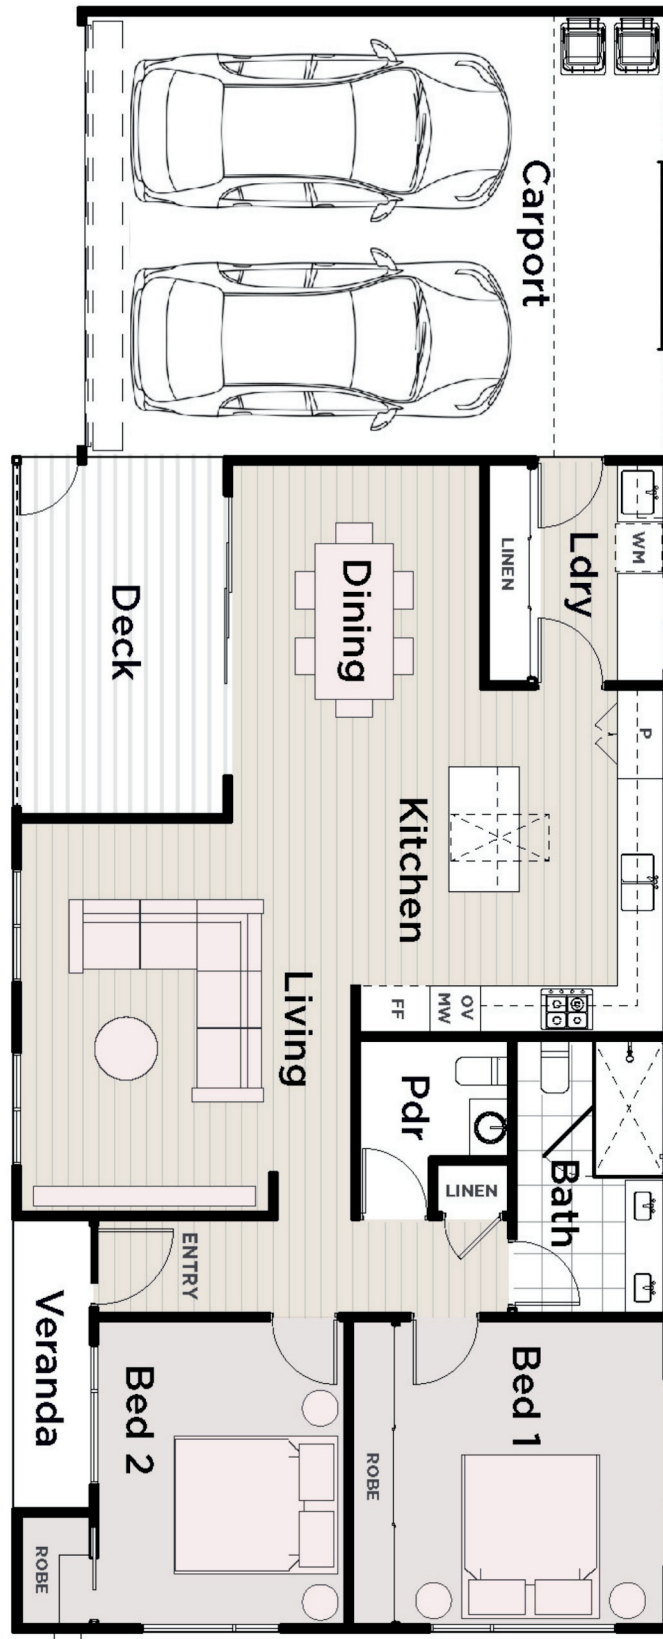 Carport
WM
Ldry
LINEN
Dining
Deck
P
Kitchen
OV
MW
FF
Living
Pdr
Bath
LINEN
ENTRY
Veranda
Bed 2
Bed 1
ROBE
ROBE